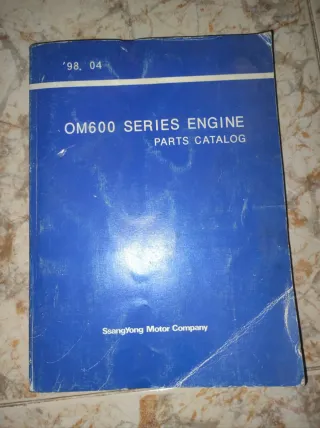 '98. 04
OM600 SERIES ENGINE
PARTS CATALOG
SsangYong Motor Company